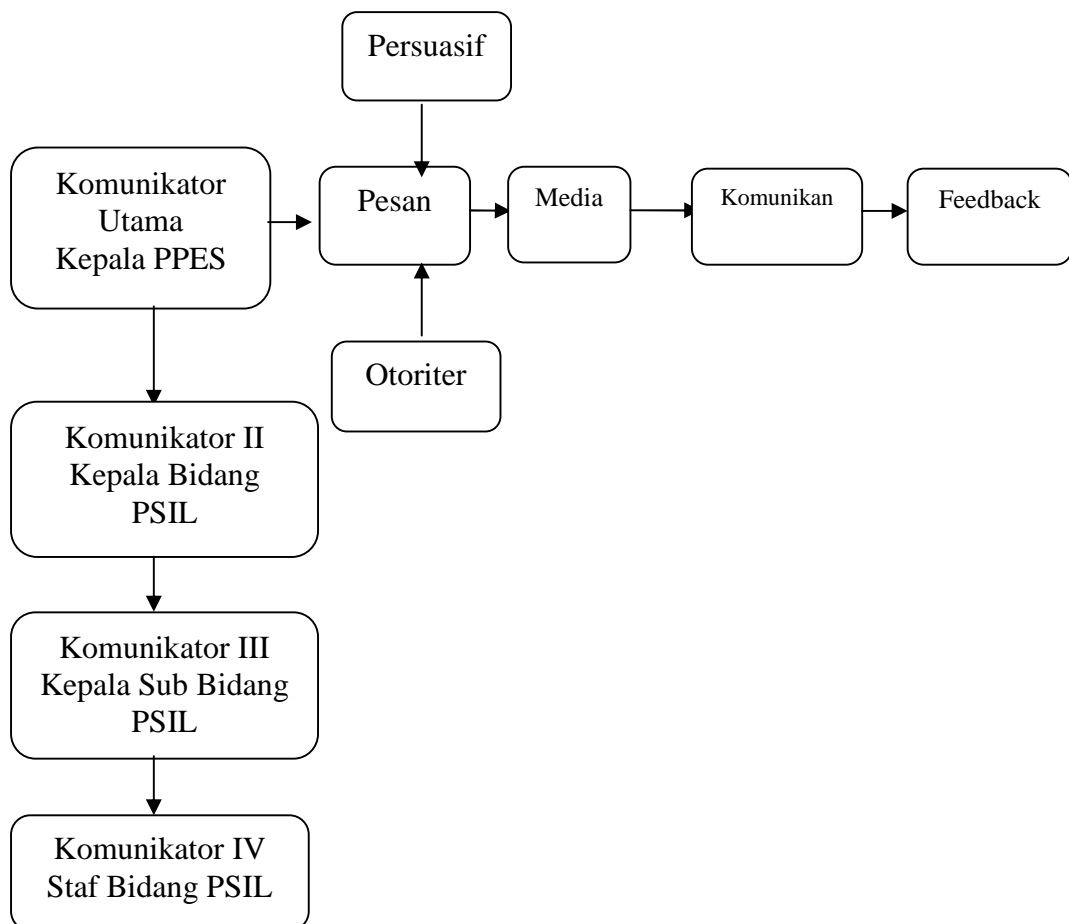 Persuasif
Komunikator
Utama
Kepala PPES
Pesan
Media
Komunikan
Feedback
Otoriter
Komunikator II
Kepala Bidang
PSIL
Komunikator III
Kepala Sub Bidang
PSIL
Komunikator IV
Staf Bidang PSIL